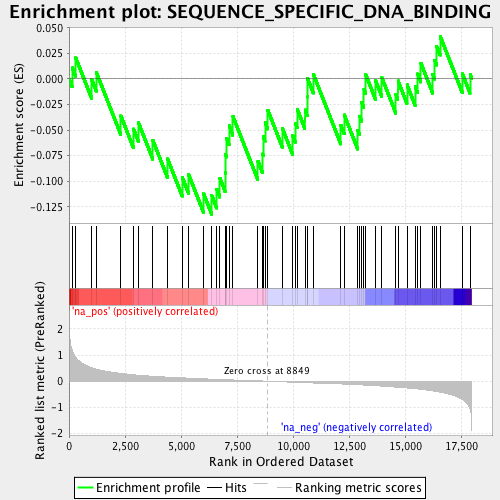 Enrichment plot: SEQUENCE_SPECIFIC_DNA_BINDING
Enrichment score (ES)
0.050
0.025
0.000
-0.025
-0.050
-0.075
-0.100
-0.125
'na_pos' (positively correlated)
Ranked list metric (PreRanked)
2
1
0
-1
-2
Zero cross at 8849
'na_neg' (negatively correlated)
0 2,500 5,000 7,500 10,000 12,500 15,000 17,500
Rank in Ordered Dataset
Enrichment profile Hits Ranking metric scores